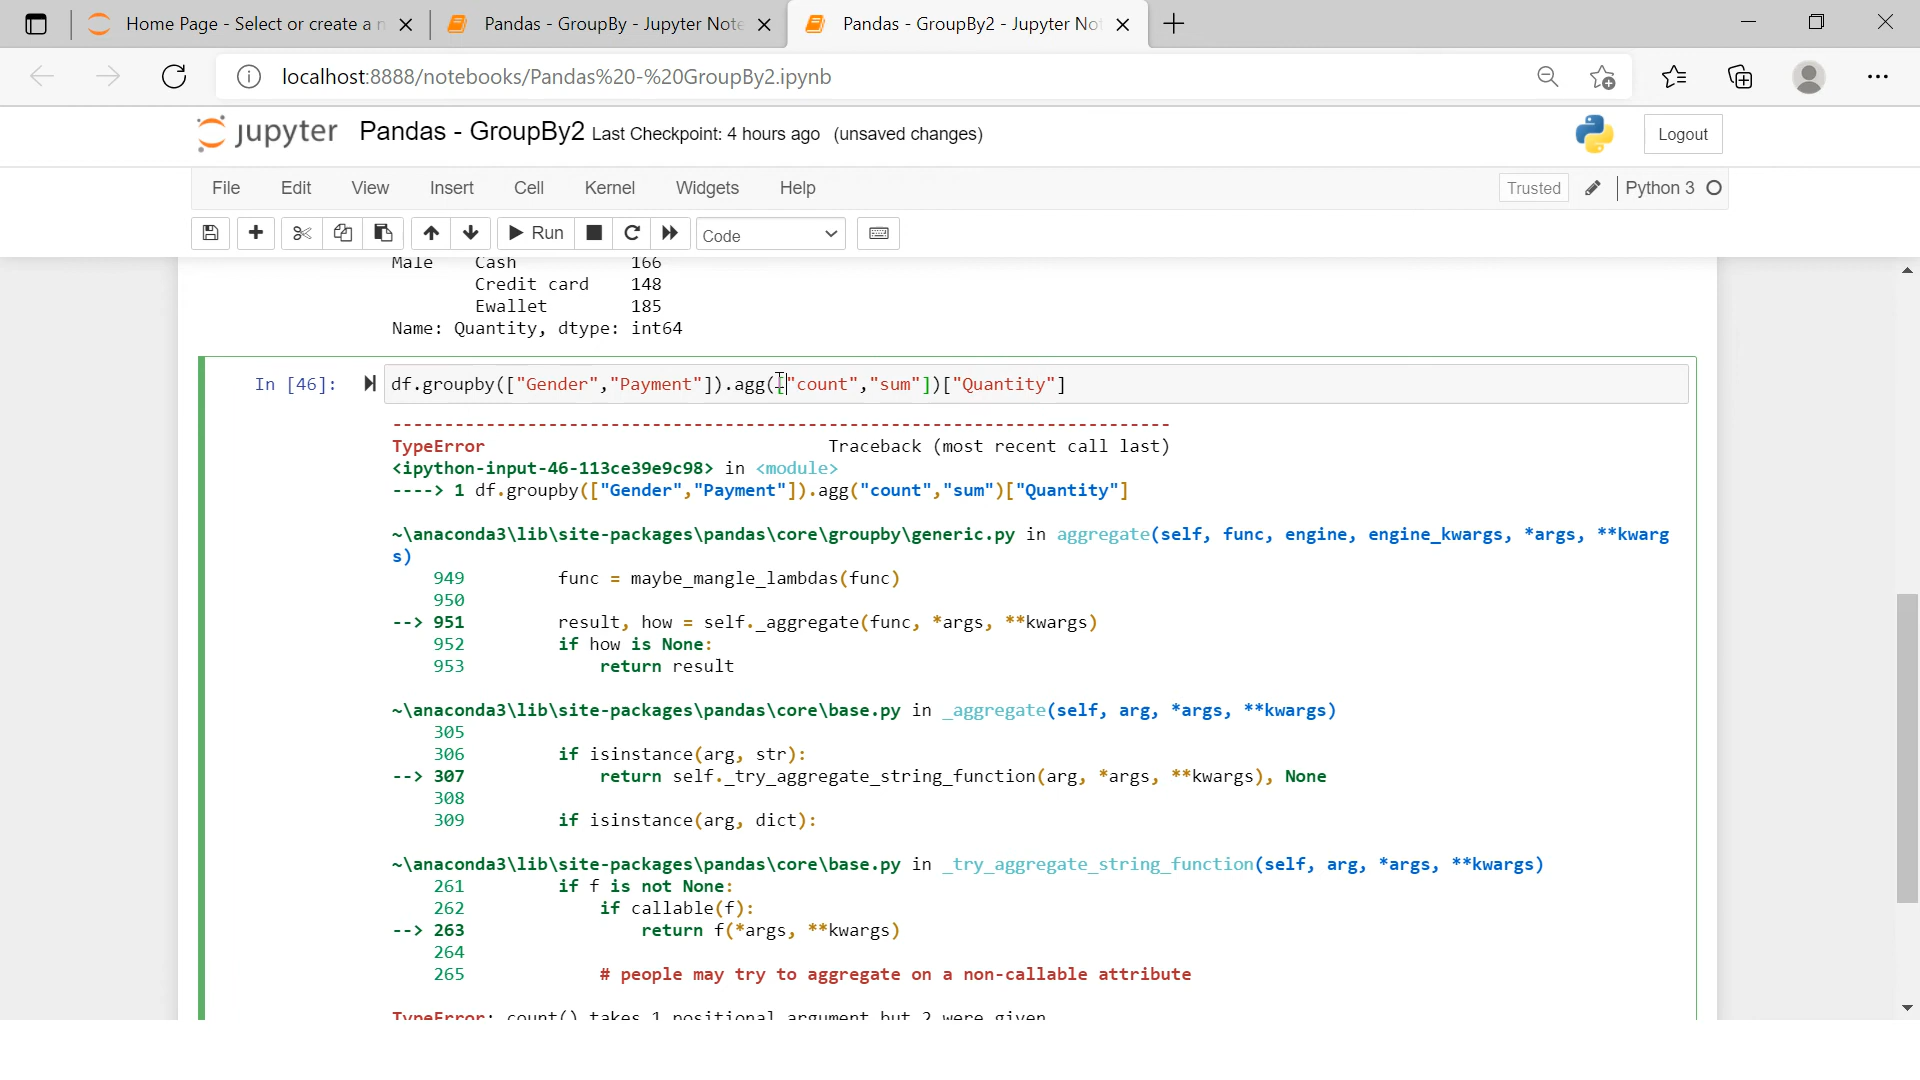 Home Page - Select or create a n
Pandas - GroupBy - Jupyter Note
Pandas - GroupBy2 - Jupyter No
localhost:8888/notebooks/Pandas%20-%20GroupBy2.ipynb
jupyter Pandas - GroupBy2 Last Checkpoint: 4 hours ago (unsaved changes)
Logout
File Edit View Insert Cell Kernel Widgets Help
Trusted Python 3
Run Code
Male Cash 166
Credit card 148
Ewallet 185
Name: Quantity, dtype: int64
In [46]: df.groupby(["Gender","Payment"]).agg(["count","sum"])["Quantity"]
---------------------------------------------------------------------------
TypeError Traceback (most recent call last)
<ipython-input-46-113ce39e9c98> in <module>
----> 1 df.groupby(["Gender","Payment"]).agg("count","sum")["Quantity"]
~\anaconda3\lib\site-packages\pandas\core\groupby\generic.py in aggregate(self, func, engine, engine_kwargs, *args, **kwarg
s)
949 func = maybe_mangle_lambdas(func)
950
--> 951 result, how = self._aggregate(func, *args, **kwargs)
952 if how is None:
953 return result
~\anaconda3\lib\site-packages\pandas\core\base.py in _aggregate(self, arg, *args, **kwargs)
305
306 if isinstance(arg, str):
--> 307 return self._try_aggregate_string_function(arg, *args, **kwargs), None
308
309 if isinstance(arg, dict):
~\anaconda3\lib\site-packages\pandas\core\base.py in _try_aggregate_string_function(self, arg, *args, **kwargs)
261 if f is not None:
262 if callable(f):
--> 263 return f(*args, **kwargs)
264
265 # people may try to aggregate on a non-callable attribute
TypeError: count() takes 1 positional argument but 2 were given